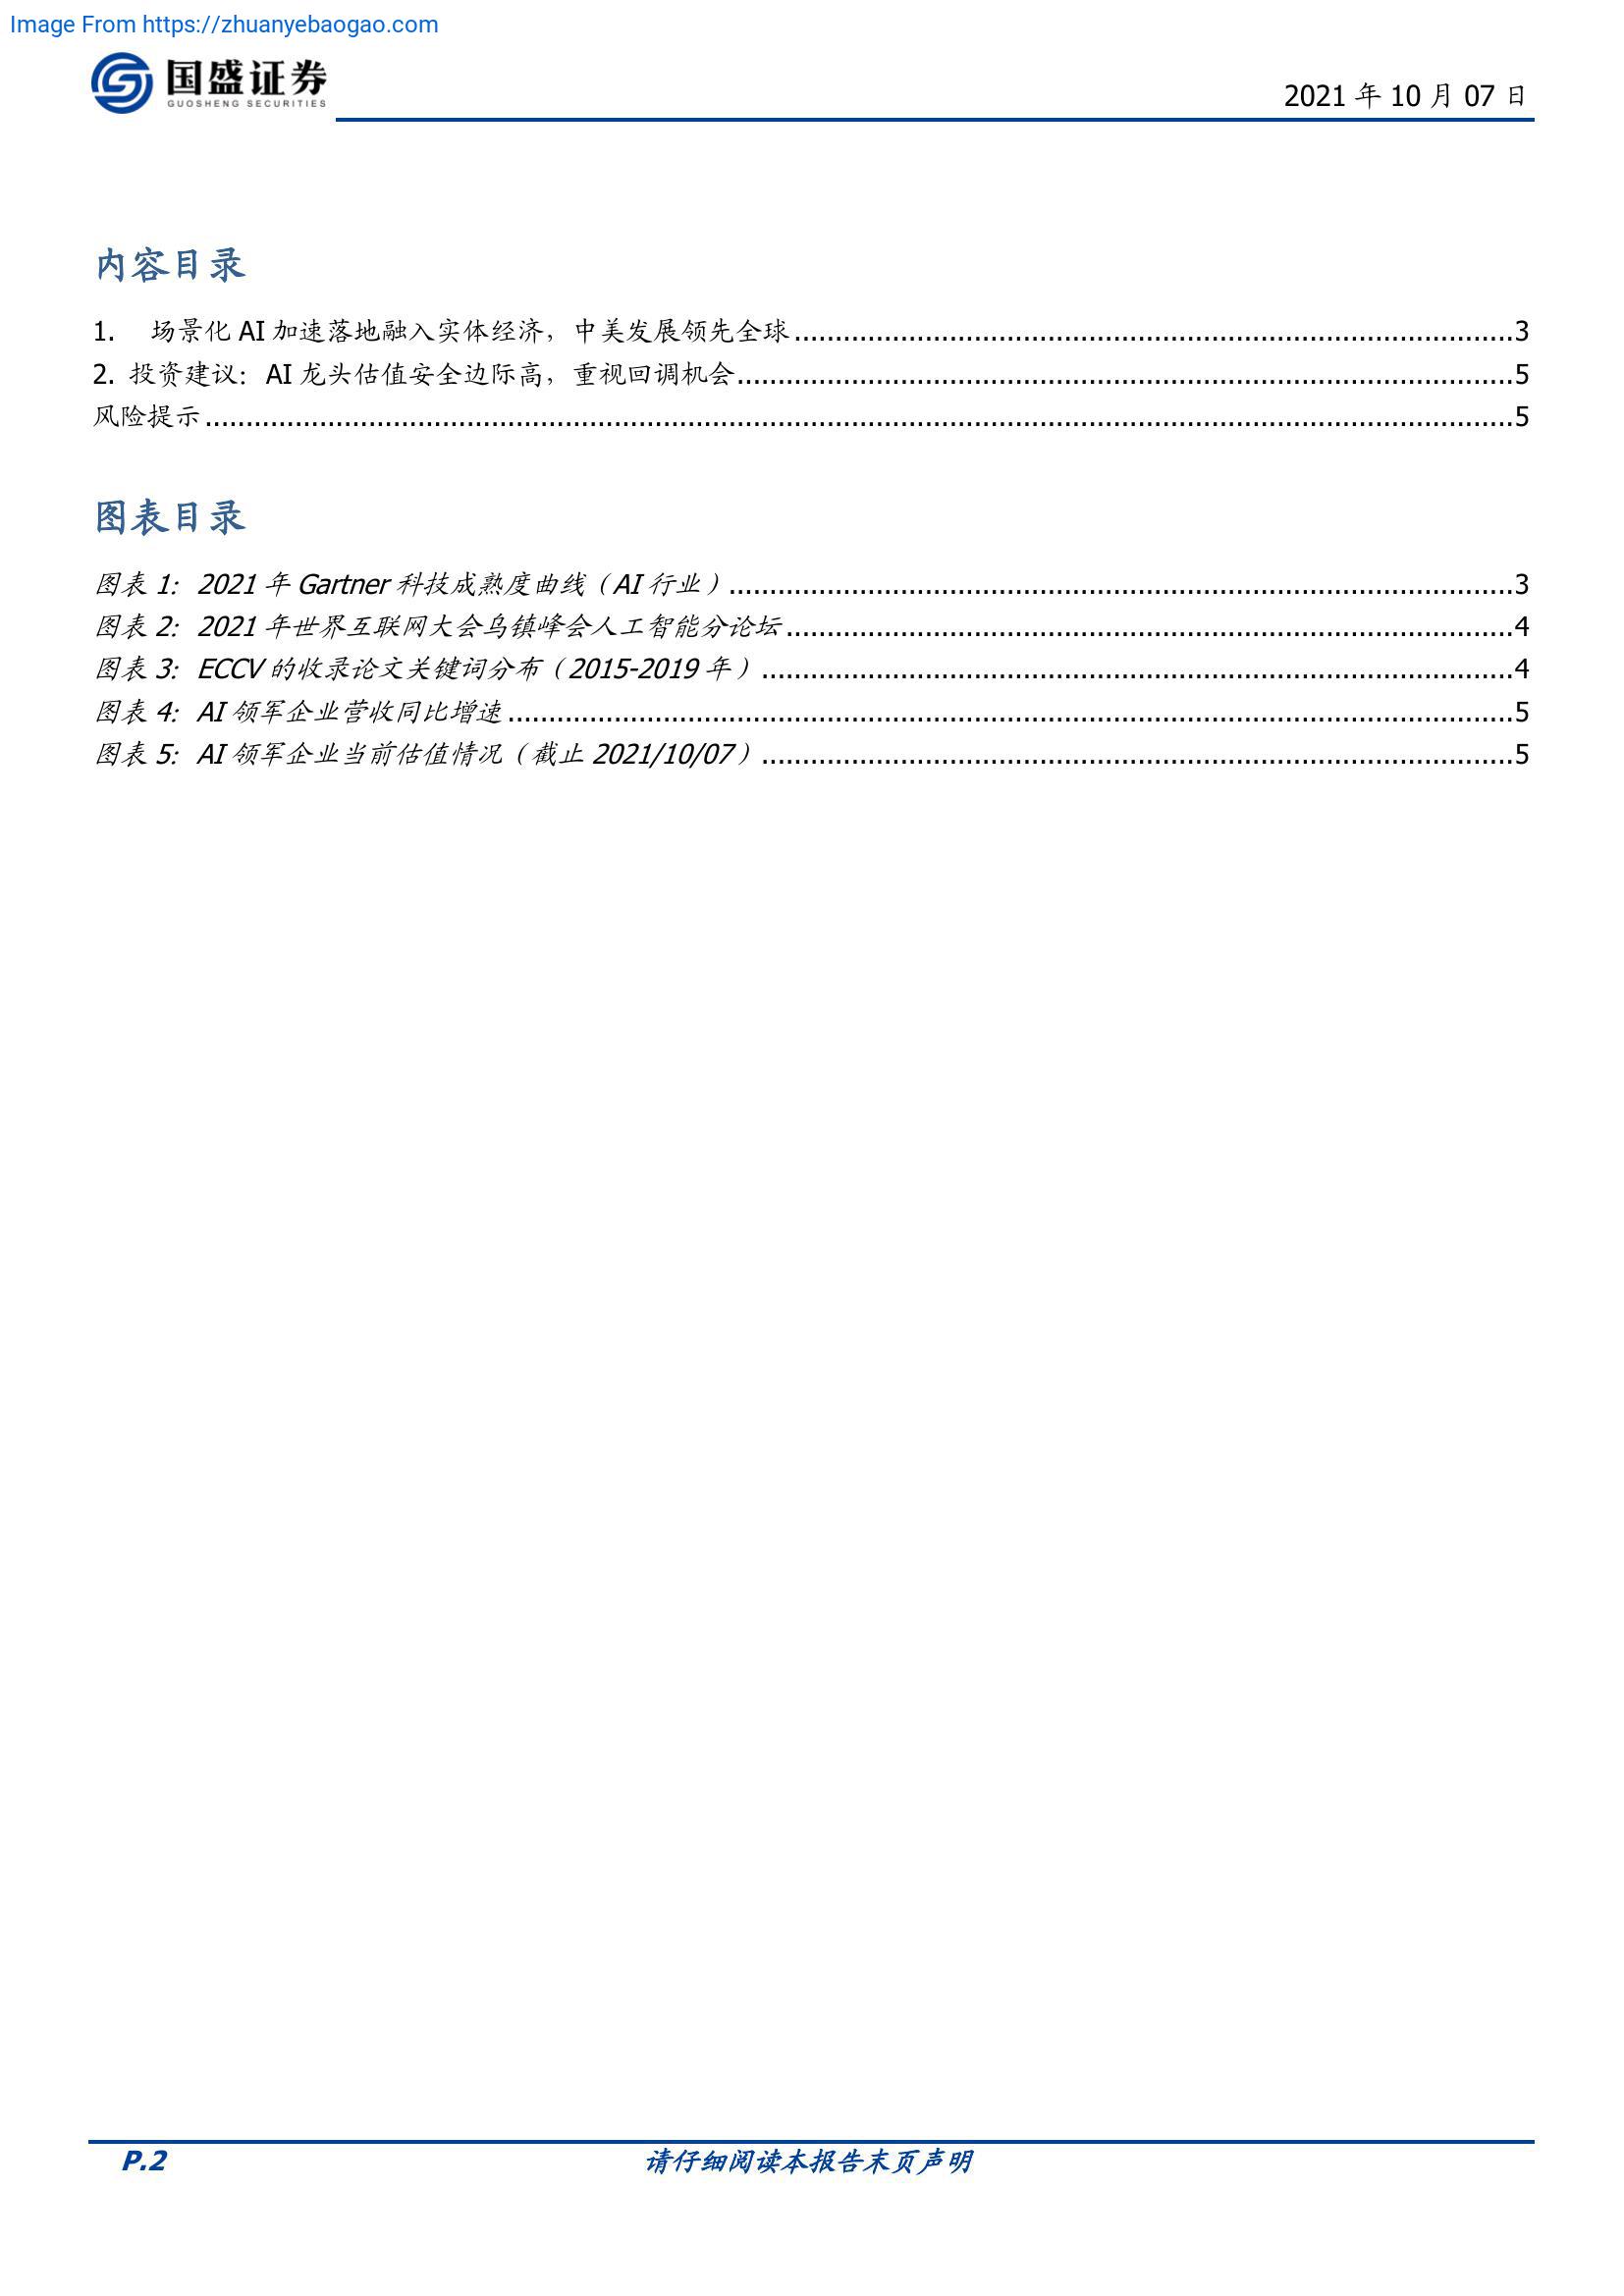 Image From https://zhuanyebaogao.com
国盛证券
GUOSHENG SECURITIES
2021 年 10 月 07 日
内容目录
1. 场景化 AI 加速落地融入实体经济，中美发展领先全球 ........................................3
2. 投资建议：AI 龙头估值安全边际高，重视回调机会 ........................................5
风险提示 ........................................5
图表目录
图表 1：2021 年 Gartner 科技成熟度曲线（AI 行业）........................................3
图表 2：2021 年世界互联网大会乌镇峰会人工智能分论坛 ........................................4
图表 3：ECCV 的收录论文关键词分布（2015-2019 年）........................................4
图表 4：AI 领军企业营收同比增速 ........................................5
图表 5：AI 领军企业当前估值情况（截止 2021/10/07）........................................5
P.2
请仔细阅读本报告末页声明